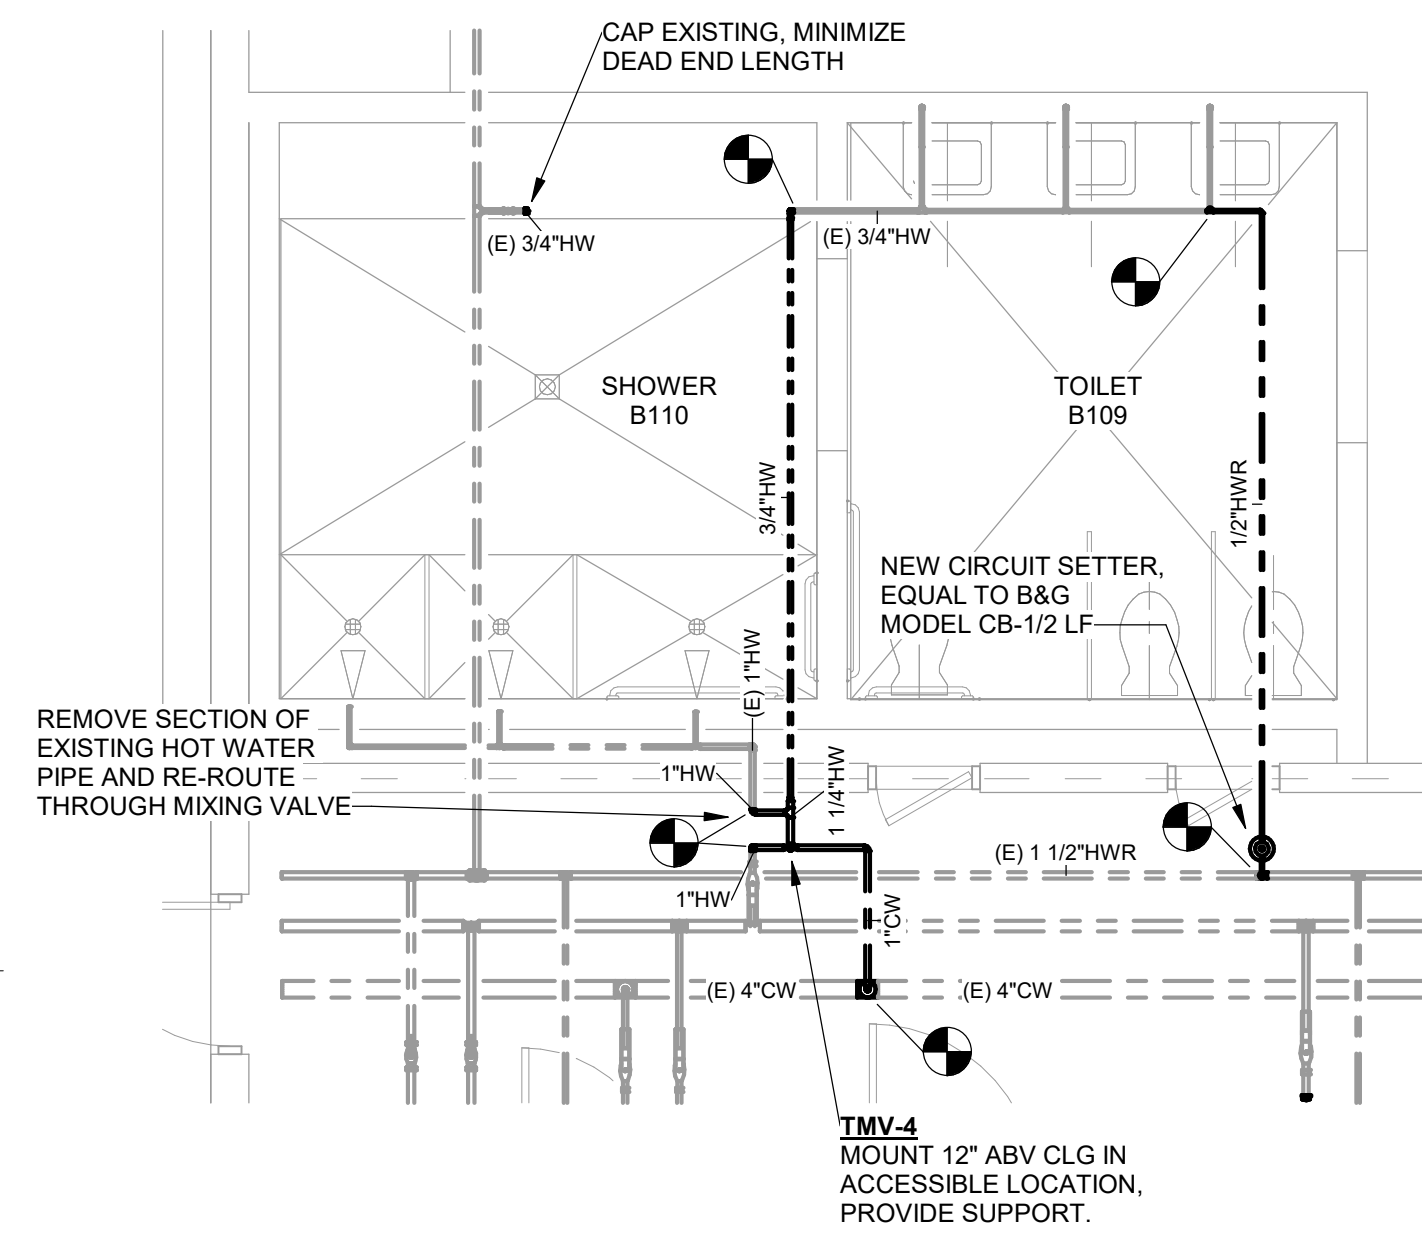 CAP EXISTING, MINIMIZE
DEAD END LENGTH
(E) 3/4"HW
(E) 3/4"HW
SHOWER
B110
TOILET
B109
3/4"HW
1/2"HWR
NEW CIRCUIT SETTER,
EQUAL TO B&G
MODEL CB-1/2 LF
(E) 1"HW
REMOVE SECTION OF
EXISTING HOT WATER
PIPE AND RE-ROUTE
THROUGH MIXING VALVE
1"HW
1 1/4"HW
(E) 1 1/2"HWR
1"HW
1"CW
(E) 4"CW
(E) 4"CW
TMV-4
MOUNT 12" ABV CLG IN
ACCESSIBLE LOCATION,
PROVIDE SUPPORT.